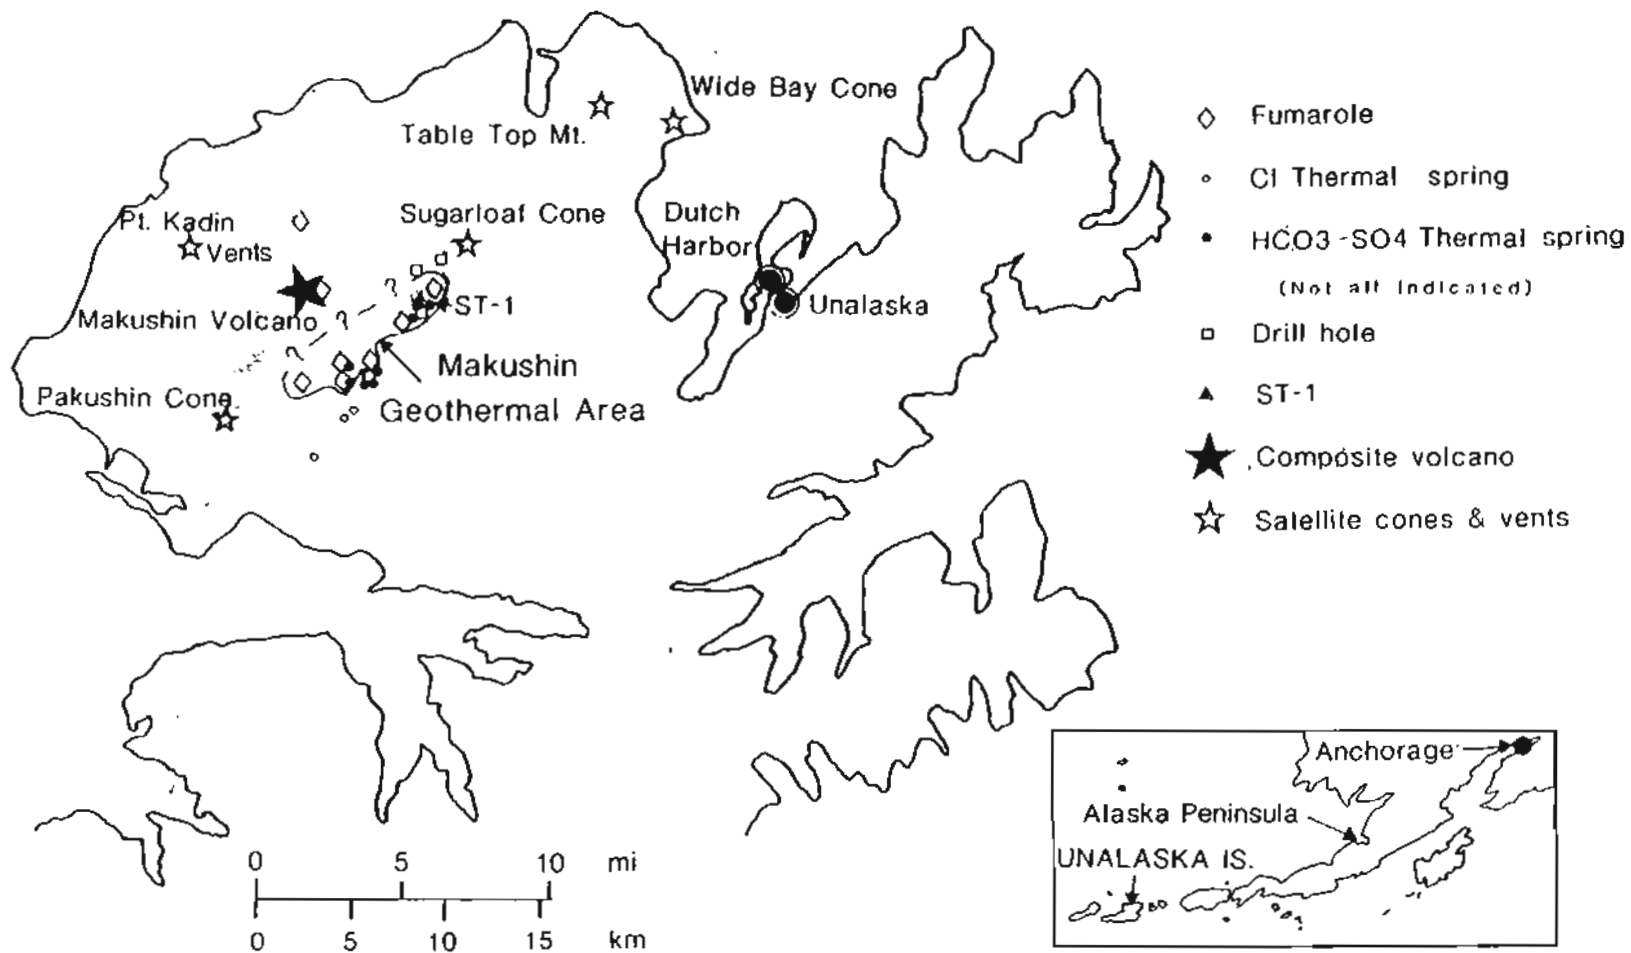 Wide Bay Cone
Table Top Mt.
Pt. Kadin
Vents
Sugarloaf Cone
Dutch
Harbor
Unalaska
ST-1
Makushin Volcano
?
?
?
Makushin
Geothermal Area
Pakushin Cone
Fumarole
Cl Thermal spring
HCO3-SO4 Thermal spring
(Not all indicated)
Drill hole
ST-1
Composite volcano
Satellite cones & vents
0 5 10 mi
0 5 10 15 km
Anchorage
Alaska Peninsula
UNALASKA IS.